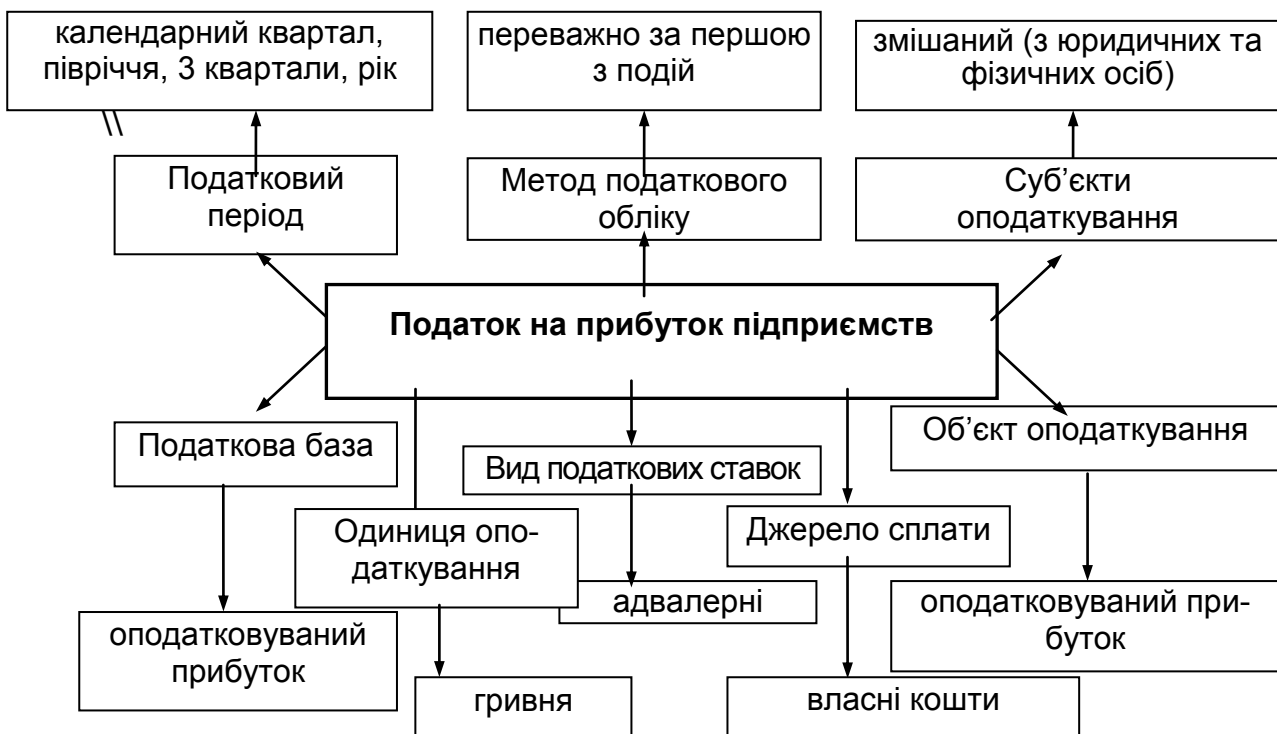 календарний квартал,
півріччя, 3 квартали, рік
переважно за першою
з подій
змішаний (з юридичних та
фізичних осіб)
\\
Податковий
період
Метод податкового
обліку
Суб’єкти
оподаткування
Податок на прибуток підприємств
Податкова база
Вид податкових ставок
Об’єкт оподаткування
Одиниця опо-
даткування
Джерело сплати
адвалерні
оподатковуваний
прибуток
оподатковуваний при-
буток
гривня
власні кошти